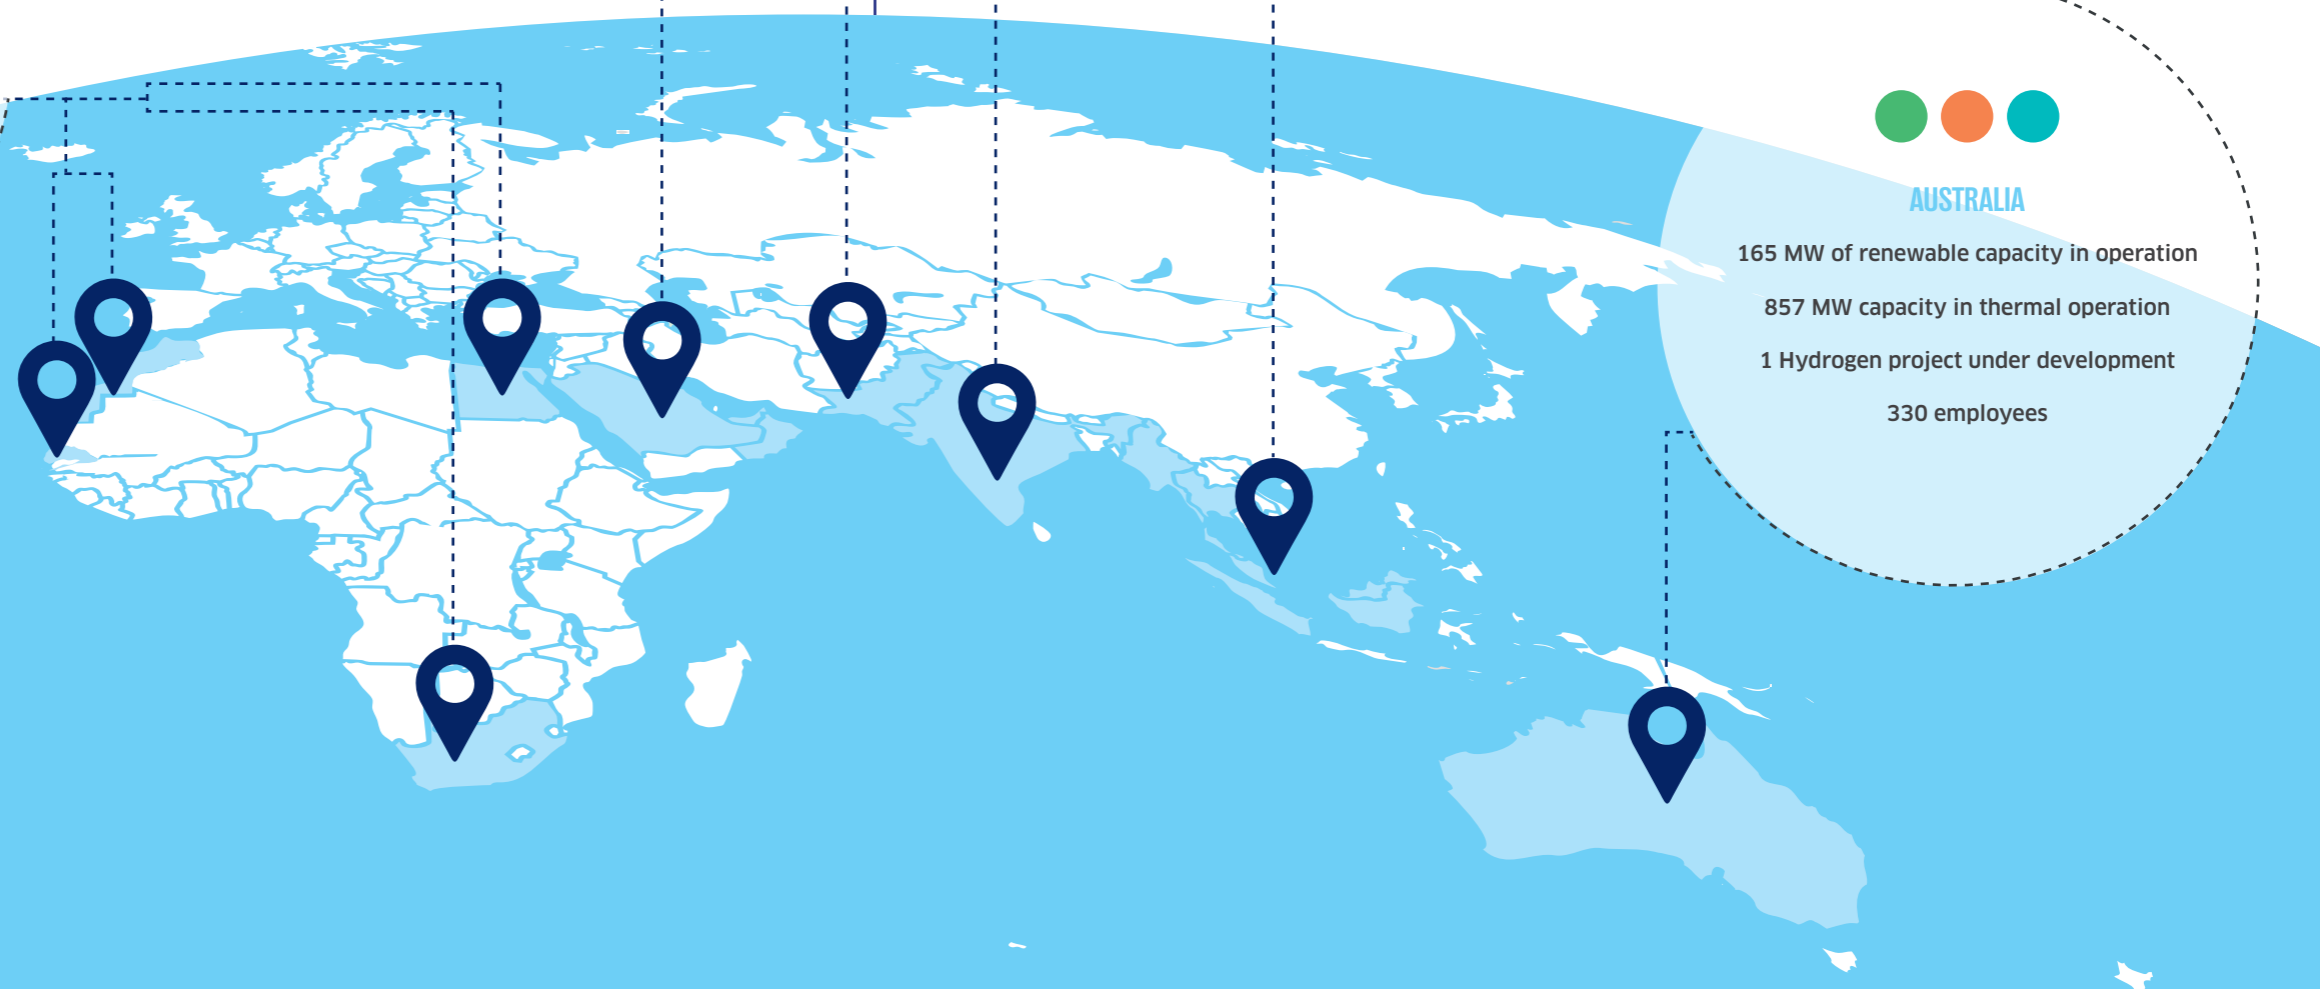 AUSTRALIA
165 MW of renewable capacity in operation
857 MW capacity in thermal operation
1 Hydrogen project under development
330 employees